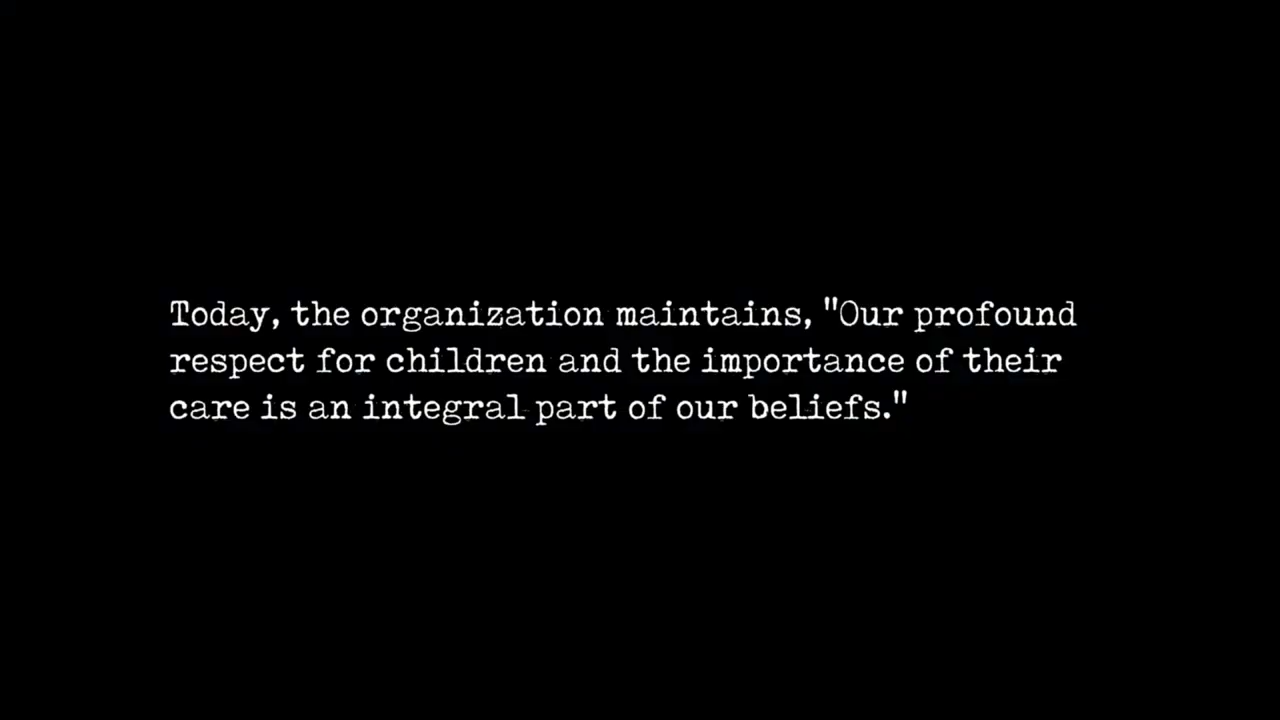 Today, the organization maintains, "Our profound
respect for children and the importance of their
care is an integral part of our beliefs."